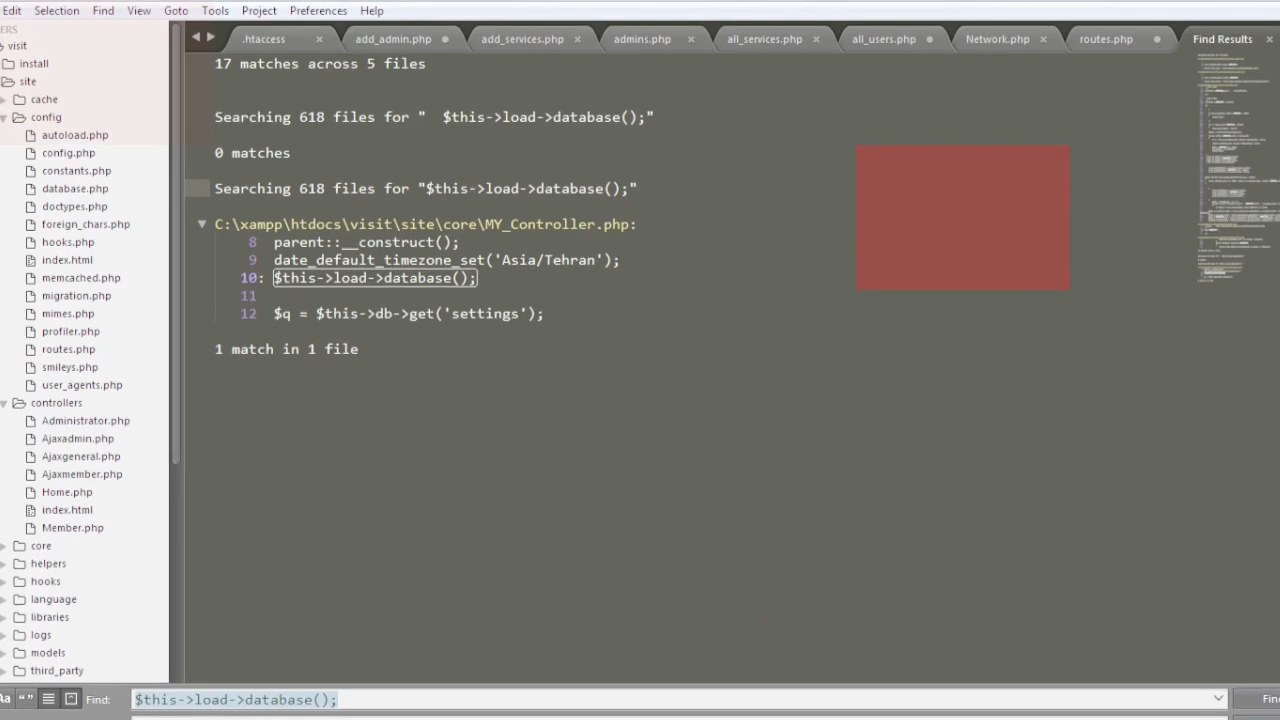 Edit Selection Find View Goto Tools Project Preferences Help
ERS
visit
install
site
cache
config
autoload.php
config.php
constants.php
database.php
doctypes.php
foreign_chars.php
hooks.php
index.html
memcached.php
migration.php
mimes.php
profiler.php
routes.php
smileys.php
user_agents.php
controllers
Administrator.php
Ajaxadmin.php
Ajaxgeneral.php
Ajaxmember.php
Home.php
index.html
Member.php
core
helpers
hooks
language
libraries
logs
models
third_party
.htaccess add_admin.php add_services.php admins.php all_services.php all_users.php Network.php routes.php Find Results
17 matches across 5 files
Searching 618 files for "  $this->load->database();"
0 matches
Searching 618 files for "$this->load->database();"
C:\xampp\htdocs\visit\site\core\MY_Controller.php:
8 parent::__construct();
9 date_default_timezone_set('Asia/Tehran');
10: $this->load->database();
11
12 $q = $this->db->get('settings');
1 match in 1 file
Aa “ ” Find: $this->load->database(); Fin